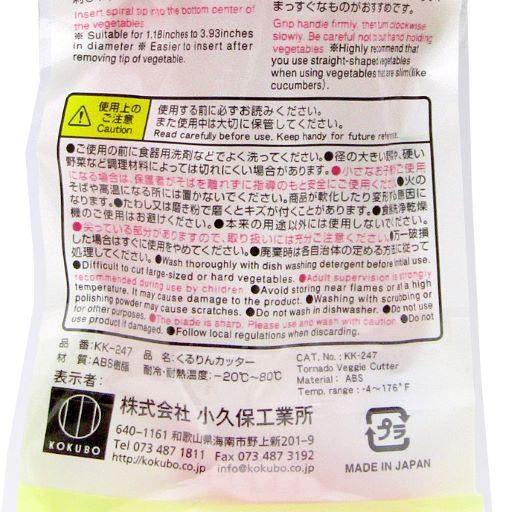 Insert spiral tip into the bottom center of
the vegetables
※ Suitable for 1.18inches to 3.93inches
in diameter ※ Easier to insert after
removing tip of vegetable.
まっすぐなものがおすすめです。
Grip handle firmly, then turn clockwise
slowly. Be careful not to cut hand holding
vegetables ※Highly recommend that
you use straight-shaped vegetables
when using vegetables that are slim(like
cucumbers).
使用上の
ご注意
Caution
使用する前に必ずお読みください。
また使用中は大切に保管してください。
Read carefully before use. Keep handy for future reference.
●ご使用の前に食器用洗剤などでよく洗ってください。●径の大きい野菜や、硬い
野菜など調理材料によっては切れにくい場合があります。●小さなお子様がご使用
になる場合は、保護者がそばを離れずに指導のもと安全にご使用ください。●火の
そばや高温になる所には置かないでください。商品が軟化したり変形する原因に
なります。●たわし又は磨き粉で磨くとキズが付くことがあります。●食器洗浄乾燥
機のご使用はお避けください。●本来の用途以外には使用しないでください。
●尖っている部分がありますので、取り扱いには充分ご注意ください。●万一破損
した場合はすぐに使用をやめてください。●廃棄時は各自治体の定める方法に従って
処理してください。●Wash thoroughly with dish washing detergent before initial use.
●Difficult to cut large-sized or hard vegetables. ●Adult supervision is strongly
recommended during use by children ●Avoid storing near flames or at a high
temperature. It may cause damage to the product. ●Washing with scrubbing or
polishing powder may cause scratches. ●Do not wash in dishwasher. ●Do not use
for other purposes. ●The blade is sharp. Please use and wash with caution ●Do not
use product if damaged. ●Follow local regulations when discarding.
品 番:KK-247
材 質:ABS樹脂
品 名:くるりんカッター
耐冷・耐熱温度:−20℃〜80℃
CAT. No.: KK-247
Tornado Veggie Cutter
Material: ABS
Temp. range: -4~176°F
表示者:
KOKUBO
株式会社 小久保工業所
640–1161 和歌山県海南市野上新201–9
Tel 073 487 1811 Fax 073 487 3192
http://kokubo.co.jp info@kokubo.co.jp
プラ
MADE IN JAPAN